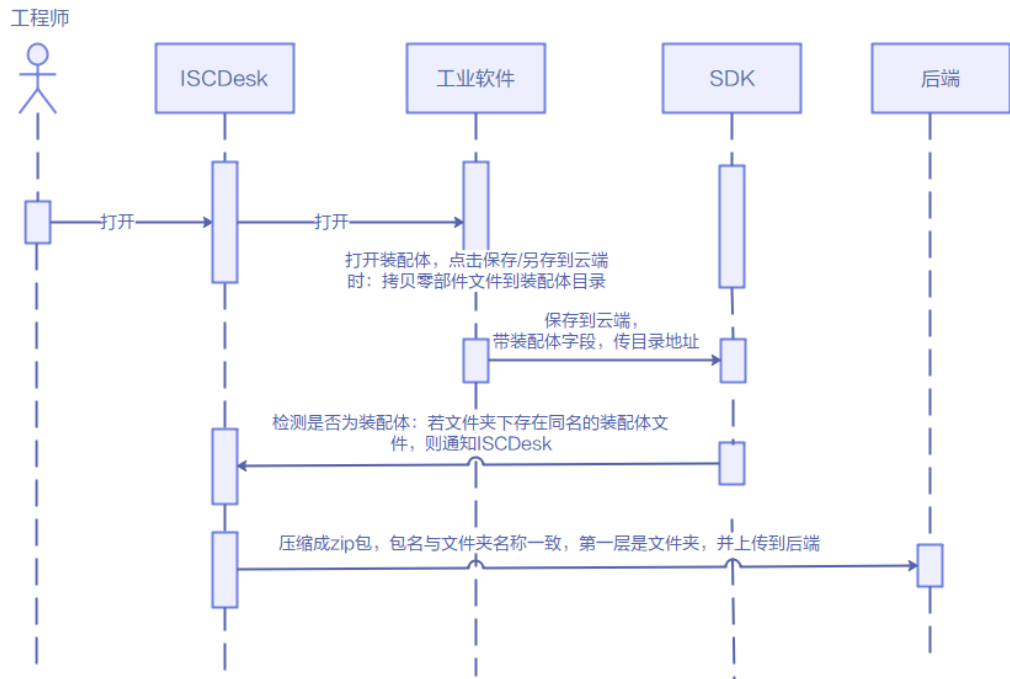 工程师
ISCDesk
工业软件
SDK
后端
打开
打开
打开装配体，点击保存/另存到云端
时：拷贝零部件文件到装配体目录
保存到云端，
带装配体字段，传目录地址
检测是否为装配体：若文件夹下存在同名的装配体文
件，则通知ISCDesk
压缩成zip包，包名与文件夹名称一致，第一层是文件夹，并上传到后端